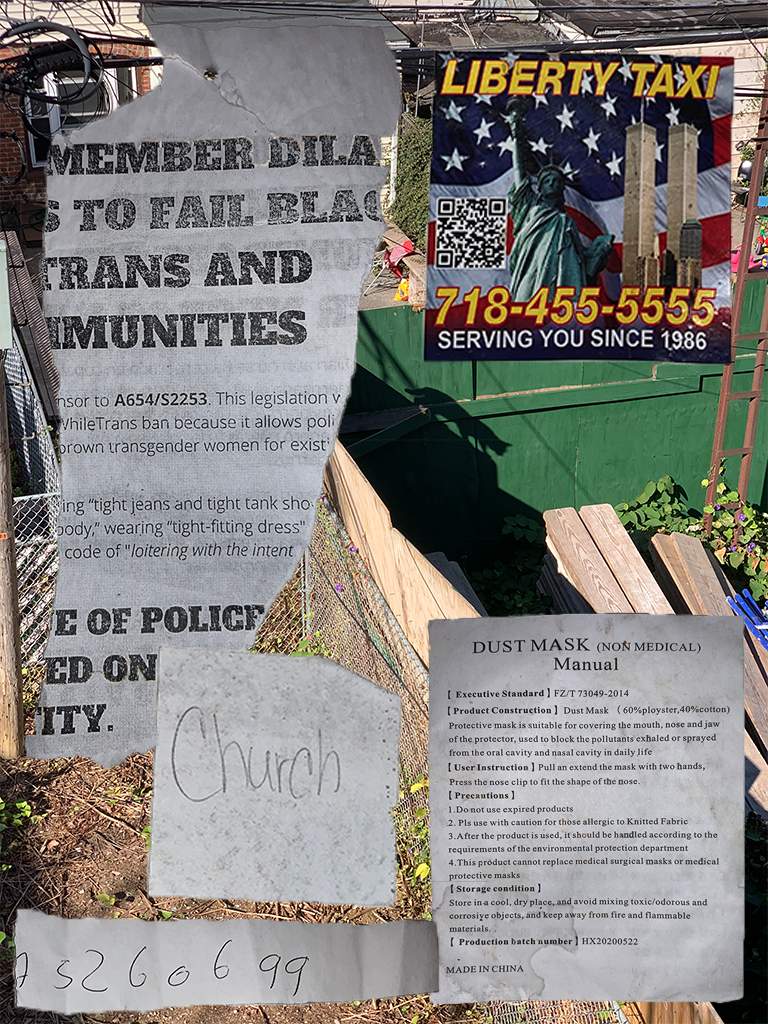 MEMBER DILA
S TO FAIL BLAC
TRANS AND
MMUNITIES
nsor to A654/S2253. This legislation w
WhileTrans ban because it allows poli
brown transgender women for exist
ing “tight jeans and tight tank sho
body,” wearing “tight-fitting dress”
code of "loitering with the intent
E OF POLICE
ED ON
TITY.
LIBERTY TAXI
718-455-5555
SERVING YOU SINCE 1986
Church
DUST MASK (NON MEDICAL)
Manual
【Executive Standard】FZ/T 73049-2014
【Product Construction】 Dust Mask （60%ployster,40%cotton)
Protective mask is suitable for covering the mouth, nose and jaw
of the protector, used to block the pollutants exhaled or sprayed
from the oral cavity and nasal cavity in daily life
【User Instruction】Pull an extend the mask with two hands,
Press the nose clip to fit the shape of the nose.
【Precautions】
1.Do not use expired products
2. Pls use with caution for those allergic to Knitted Fabric
3.After the product is used, it should be handled according to the
requirements of the environmental protection department
4.This product cannot replace medical surgical masks or medical
protective masks
【Storage condition】
Store in a cool, dry place, and avoid mixing toxic/odorous and
corrosive objects, and keep away from fire and flammable
materials.
【Production batch number】HX20200522
MADE IN CHINA
5260699